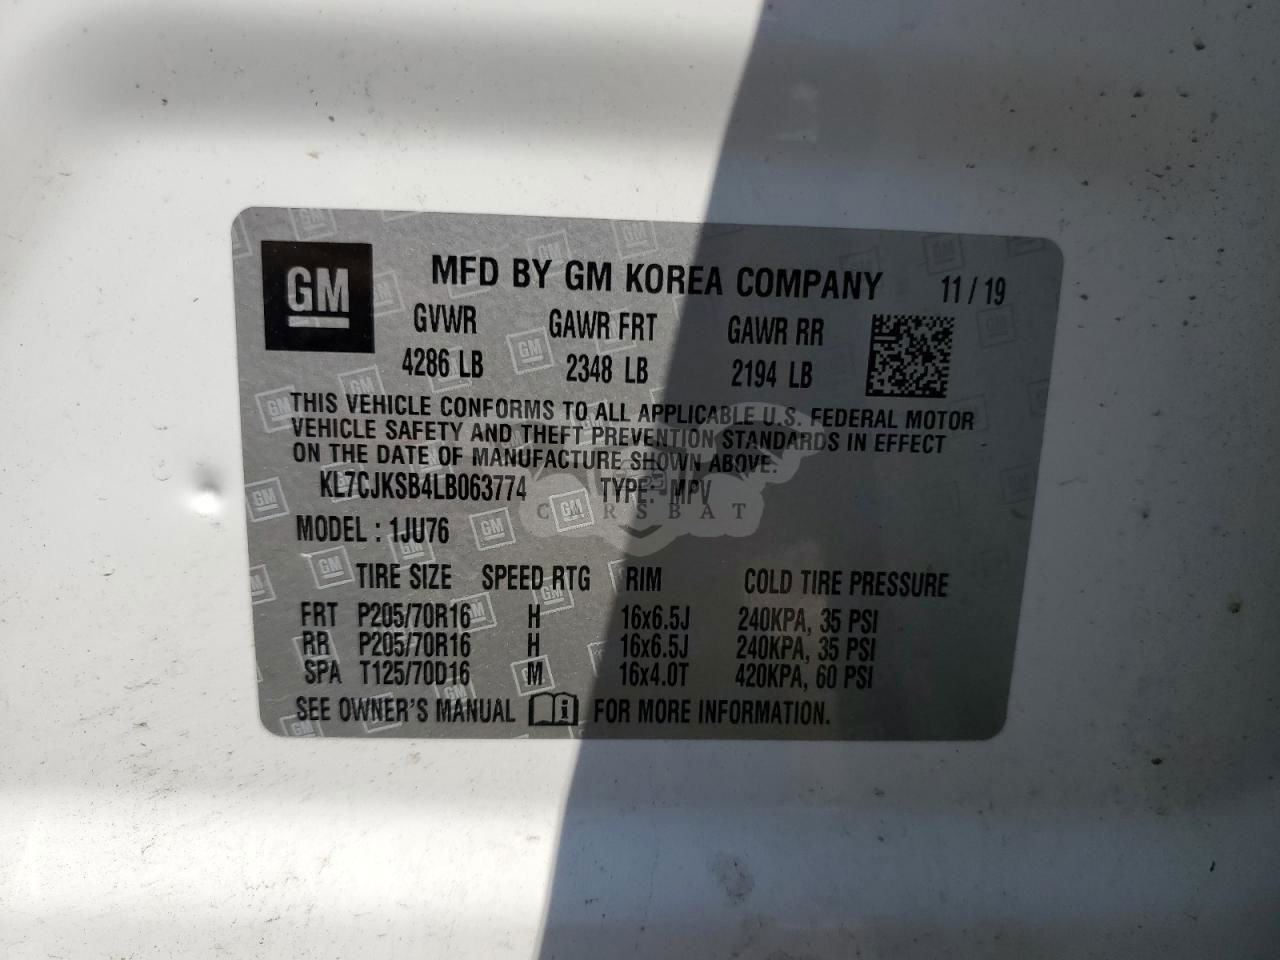 GM MFD BY GM KOREA COMPANY 11 / 19
GVWR GAWR FRT GAWR RR
4286 LB 2348 LB 2194 LB
THIS VEHICLE CONFORMS TO ALL APPLICABLE U.S. FEDERAL MOTOR
VEHICLE SAFETY AND THEFT PREVENTION STANDARDS IN EFFECT
ON THE DATE OF MANUFACTURE SHOWN ABOVE.
KL7CJKSB4LB063774 TYPE: MPV
CARSBAT
MODEL : 1JU76
TIRE SIZE SPEED RTG RIM COLD TIRE PRESSURE
FRT P205/70R16 H 16x6.5J 240KPA, 35 PSI
RR P205/70R16 H 16x6.5J 240KPA, 35 PSI
SPA T125/70D16 M 16x4.0T 420KPA, 60 PSI
SEE OWNER'S MANUAL i FOR MORE INFORMATION.